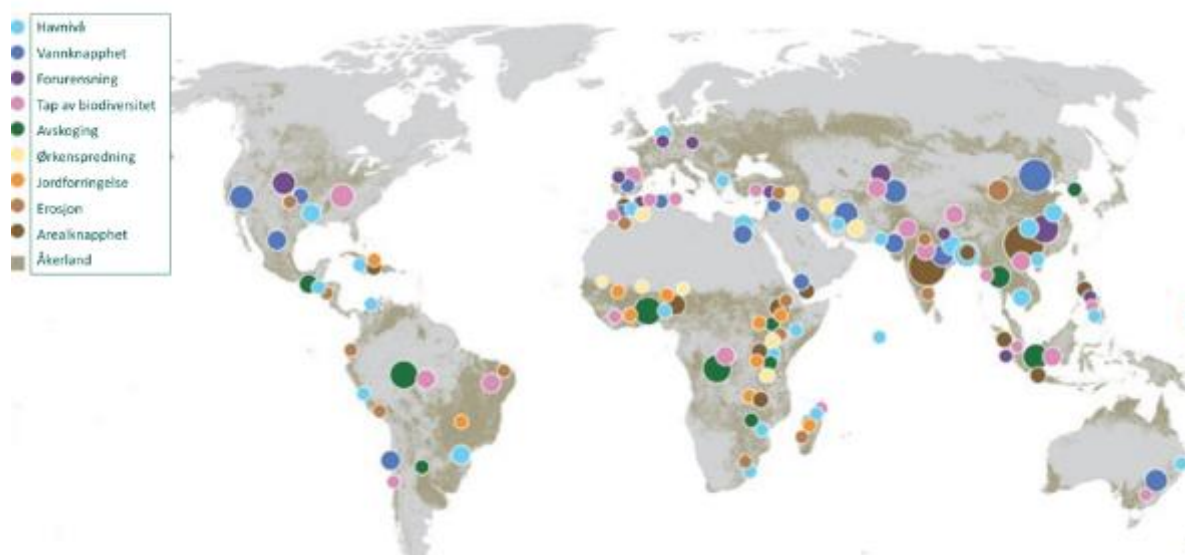 Havnivå
Vannknapphet
Forurensning
Tap av biodiversitet
Avskoging
Ørkenspredning
Jordforringelse
Erosjon
Arealknapphet
Åkerland